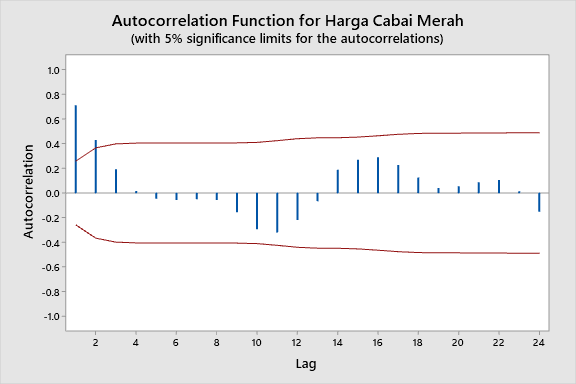 Autocorrelation Function for Harga Cabai Merah
(with 5% significance limits for the autocorrelations)
1.0
0.8
0.6
0.4
0.2
0.0
-0.2
-0.4
-0.6
-0.8
-1.0
Autocorrelation
2 4 6 8 10 12 14 16 18 20 22 24
Lag